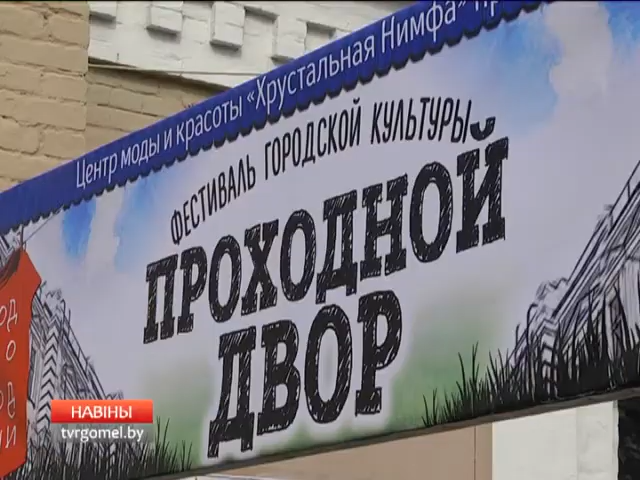 Центр моды и красоты «Хрустальная Нимфа»
ФЕСТИВАЛЬ ГОРОДСКОЙ КУЛЬТУРЫ
ПРОХОДНОЙ
ДВОР
НАВІНЫ
tvrgomel.by